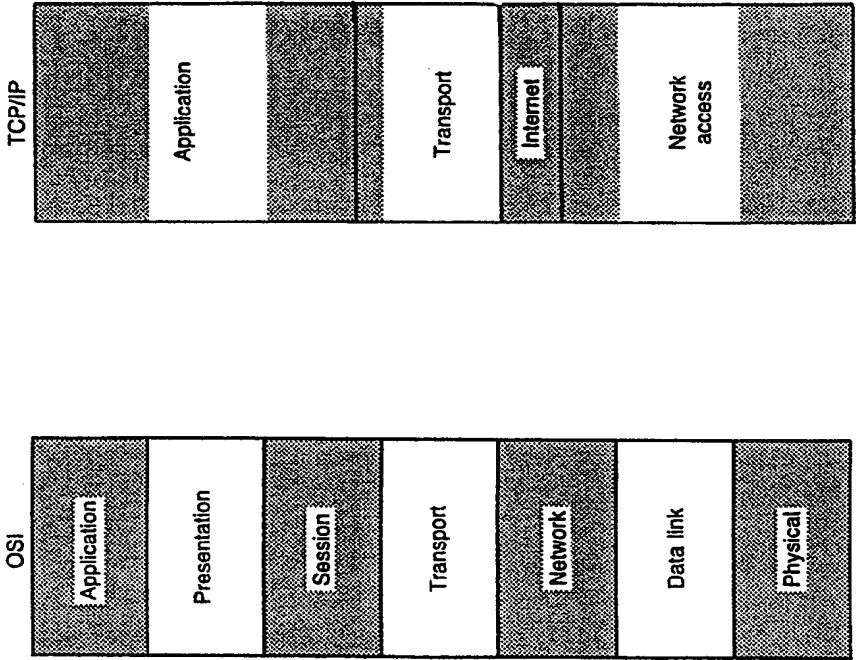 OSI
Application
Presentation
Session
Transport
Network
Data link
Physical
TCP/IP
Application
Transport
Internet
Network
access